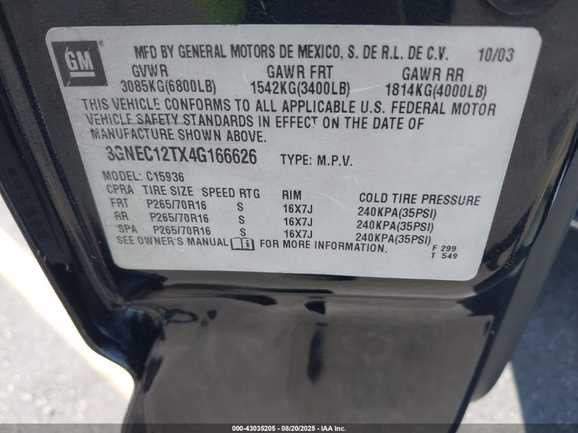 GM
MFD BY GENERAL MOTORS DE MEXICO, S. DE R.L. DE C.V. 10/03
GVWR GAWR FRT GAWR RR
3085KG(6800LB) 1542KG(3400LB) 1814KG(4000LB)
THIS VEHICLE CONFORMS TO ALL APPLICABLE U.S. FEDERAL MOTOR
VEHICLE SAFETY STANDARDS IN EFFECT ON THE DATE OF
MANUFACTURE SHOWN ABOVE.
3GNEC12TX4G166626 TYPE: M.P.V.
MODEL: C15936
CPRA TIRE SIZE SPEED RTG RIM COLD TIRE PRESSURE
FRT P265/70R16 S 16X7J 240KPA(35PSI)
RR P265/70R16 S 16X7J 240KPA(35PSI)
SPA P265/70R16 S 16X7J 240KPA(35PSI)
SEE OWNER'S MANUAL i FOR MORE INFORMATION. F 299
T 549
000-43035205 - 08/20/2025 - IAAI.COM